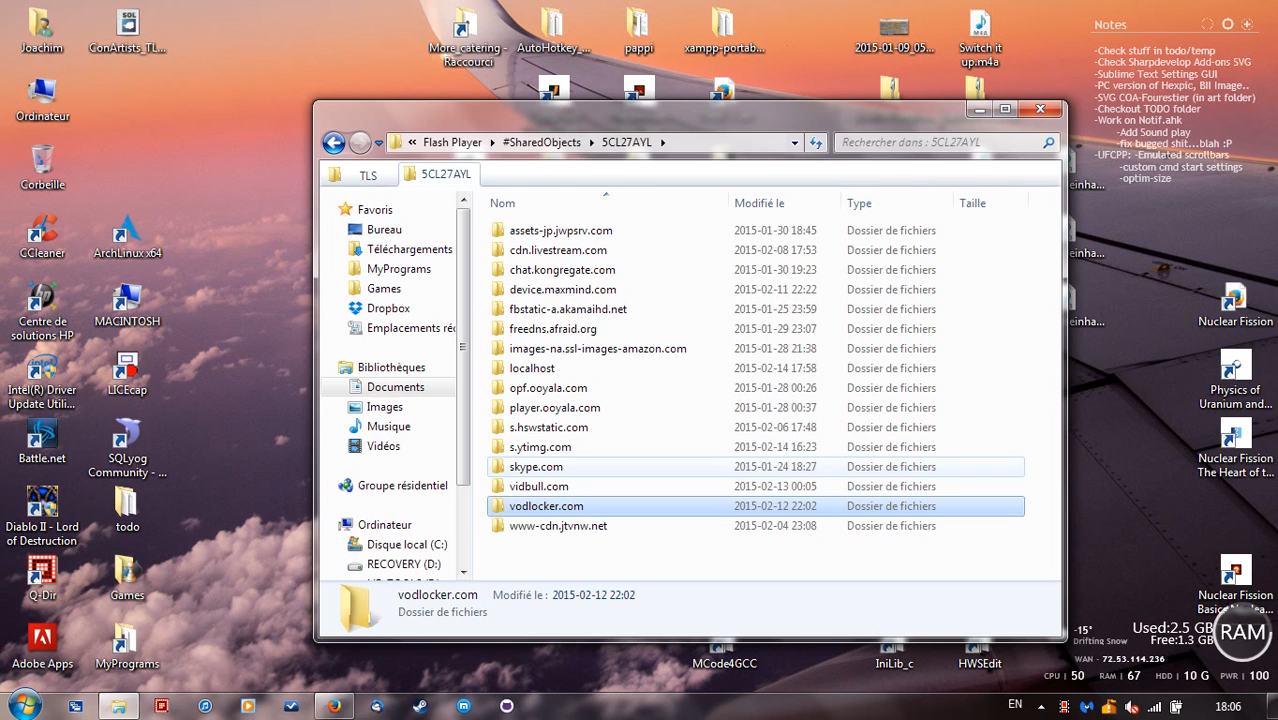 Joachim
ConArtists_TL...
More_catering - Raccourci
AutoHotkey_...
pappi
xampp-portab...
2015-01-09_05...
Switch it up.m4a
Notes
-Check stuff in todo/temp
-Check Sharpdevelop Add-ons SVG
-Sublime Text Settings GUI
-PC version of Hexpic, BII Image..
-SVG COA-Fourestier (in art folder)
-Checkout TODO folder
-Work on Notif.ahk
-Add Sound play
-fix bugged shit...blah :P
-UFCPP: -Emulated scrollbars
-custom cmd start settings
-optim-size
Ordinateur
Corbeille
CCleaner
ArchLinux x64
Centre de solutions HP
MACINTOSH
Intel(R) Driver Update Utili...
LICEcap
Battle.net
SQLyog Community - ...
Diablo II - Lord of Destruction
todo
Q-Dir
Games
Adobe Apps
MyPrograms
Flash Player
#SharedObjects
5CL27AYL
Rechercher dans : 5CL27AYL
TLS
5CL27AYL
Favoris
Bureau
Téléchargements
MyPrograms
Games
Dropbox
Emplacements ré
Bibliothèques
Documents
Images
Musique
Vidéos
Groupe résidentiel
Ordinateur
Disque local (C:)
RECOVERY (D:)
Nom Modifié le Type Taille
assets-jp.jwpsrv.com 2015-01-30 18:45 Dossier de fichiers
cdn.livestream.com 2015-02-08 17:53 Dossier de fichiers
chat.kongregate.com 2015-01-30 19:23 Dossier de fichiers
device.maxmind.com 2015-02-11 22:22 Dossier de fichiers
fbstatic-a.akamaihd.net 2015-01-25 23:59 Dossier de fichiers
freedns.afraid.org 2015-01-29 23:07 Dossier de fichiers
images-na.ssl-images-amazon.com 2015-01-28 21:38 Dossier de fichiers
localhost 2015-02-14 17:58 Dossier de fichiers
opf.ooyala.com 2015-01-28 00:26 Dossier de fichiers
player.ooyala.com 2015-01-28 00:37 Dossier de fichiers
s.hswstatic.com 2015-02-06 17:48 Dossier de fichiers
s.ytimg.com 2015-02-14 16:23 Dossier de fichiers
skype.com 2015-01-24 18:27 Dossier de fichiers
vidbull.com 2015-02-13 00:05 Dossier de fichiers
vodlocker.com 2015-02-12 22:02 Dossier de fichiers
www-cdn.jtvnw.net 2015-02-04 23:08 Dossier de fichiers
vodlocker.com Modifié le : 2015-02-12 22:02
Dossier de fichiers
einha...
einha...
einha...
Nuclear Fission
Physics of Uranium and...
Nuclear Fission The Heart of t...
Nuclear Fission
MCode4GCC
IniLib_c
HWSEdit
-15°
Drifting Snow
Used:2.5 GB
Free:1.3 GB
RAM
WAN - 72.53.114.236
CPU | 50 RAM | 67 HDD | 10 G PWR | 100
EN
18:06